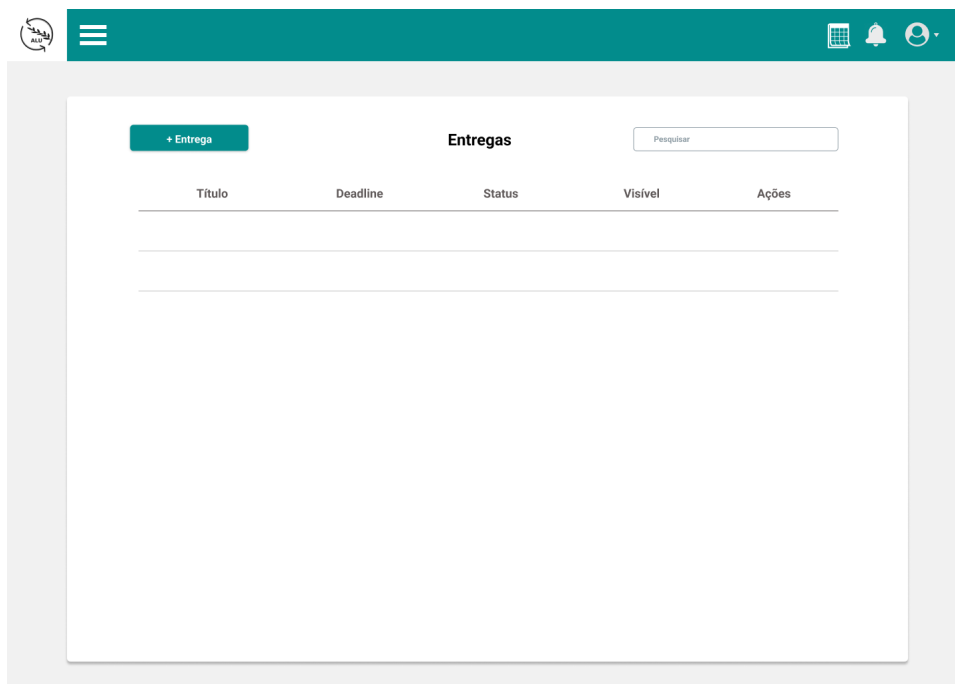 ALU
+ Entrega
Entregas
Pesquisar
Título Deadline Status Visível Ações